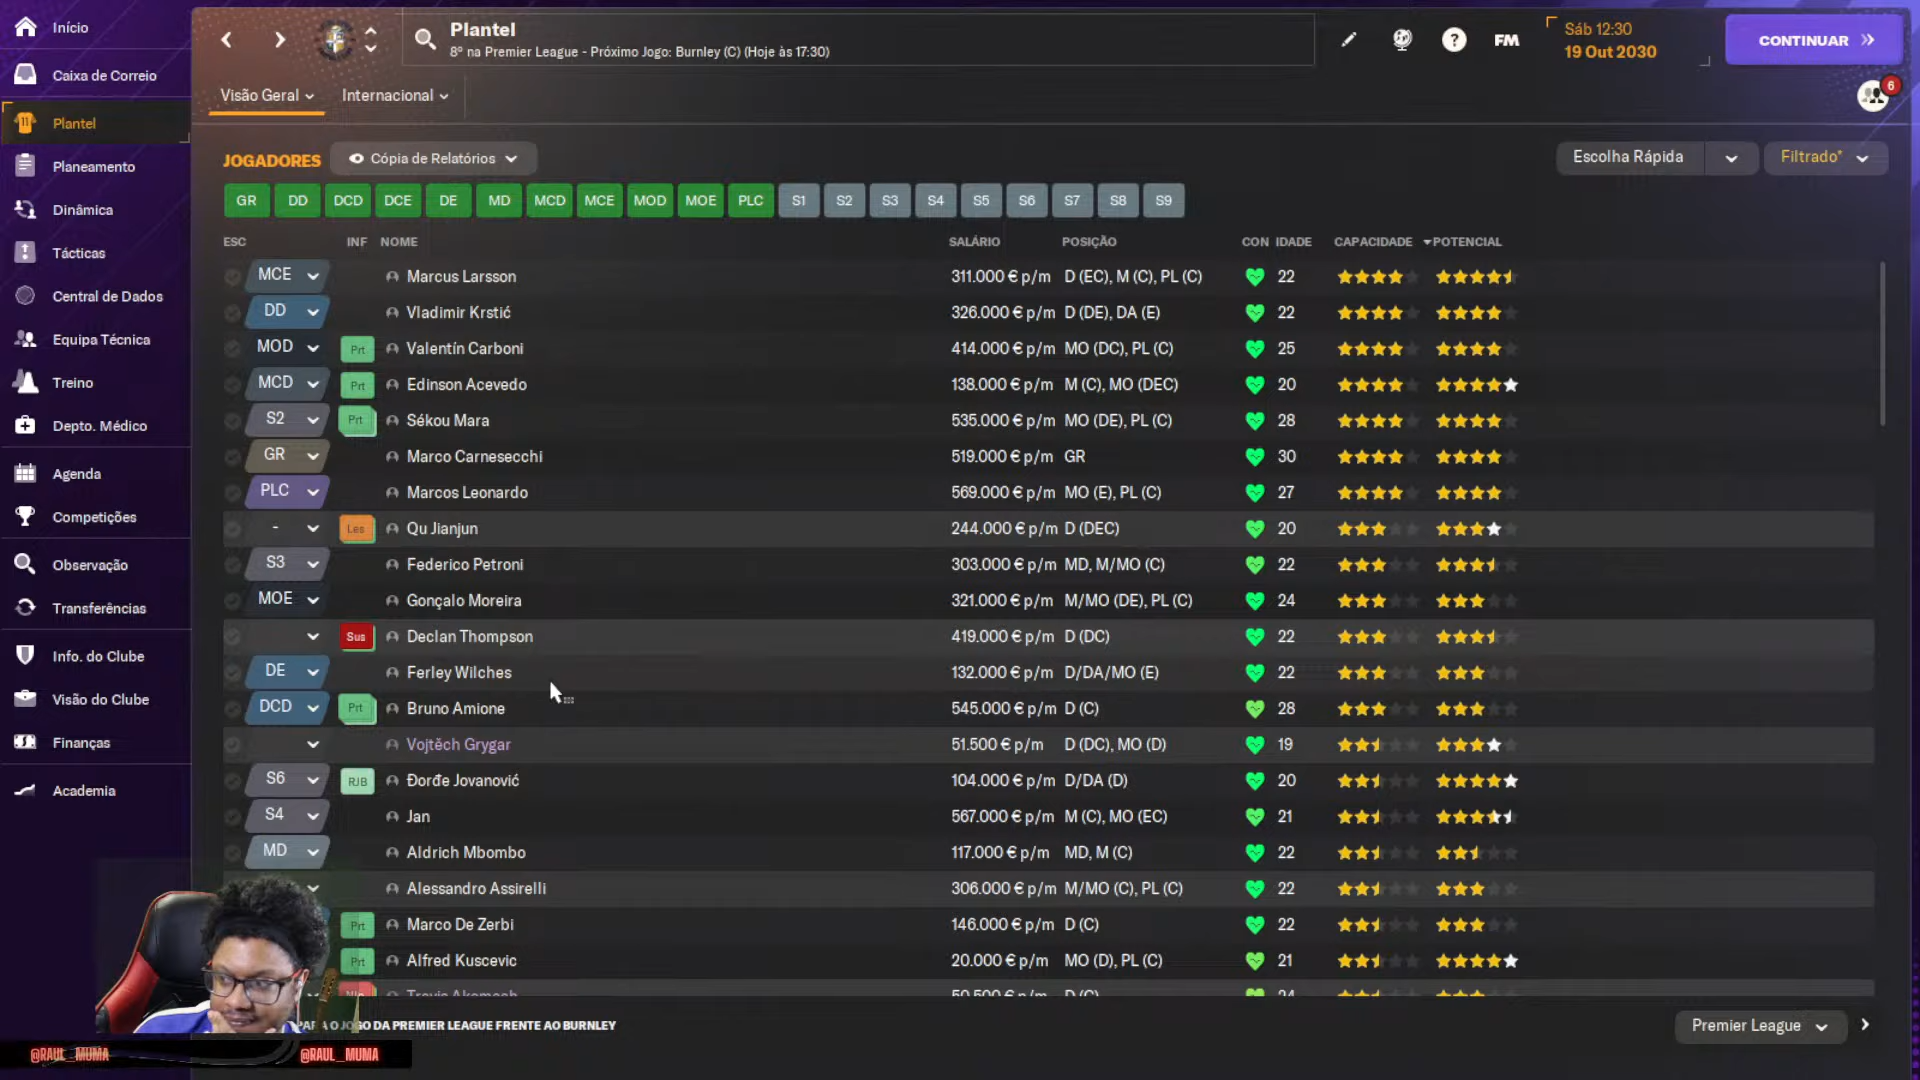 Início
Caixa de Correio
Plantel
Planeamento
Dinâmica
Tácticas
Central de Dados
Equipa Técnica
Treino
Depto. Médico
Agenda
Competições
Observação
Transferências
Info. do Clube
Visão do Clube
Finanças
Academia
Plantel
8º na Premier League - Próximo Jogo: Burnley (C) (Hoje às 17:30)
? FM
Sáb 12:30
19 Out 2030
CONTINUAR
6
Visão Geral Internacional
JOGADORES Cópia de Relatórios Escolha Rápida Filtrado*
GR DD DCD DCE DE MD MCD MCE MOD MOE PLC S1 S2 S3 S4 S5 S6 S7 S8 S9
ESC INF NOME SALÁRIO POSIÇÃO CON IDADE CAPACIDADE POTENCIAL
MCE Marcus Larsson 311.000 € p/m D (EC), M (C), PL (C) 22
DD Vladimir Krstić 326.000 € p/m D (DE), DA (E) 22
MOD Prt Valentín Carboni 414.000 € p/m MO (DC), PL (C) 25
MCD Prt Edinson Acevedo 138.000 € p/m M (C), MO (DEC) 20
S2 Prt Sékou Mara 535.000 € p/m MO (DE), PL (C) 28
GR Marco Carnesecchi 519.000 € p/m GR 30
PLC Marcos Leonardo 569.000 € p/m MO (E), PL (C) 27
- Les Qu Jianjun 244.000 € p/m D (DEC) 20
S3 Federico Petroni 303.000 € p/m MD, M/MO (C) 22
MOE Gonçalo Moreira 321.000 € p/m M/MO (DE), PL (C) 24
Sus Declan Thompson 419.000 € p/m D (DC) 22
DE Ferley Wilches 132.000 € p/m D/DA/MO (E) 22
DCD Prt Bruno Amione 545.000 € p/m D (C) 28
Vojtěch Grygar 51.500 € p/m D (DC), MO (D) 19
S6 RJB Đorđe Jovanović 104.000 € p/m D/DA (D) 20
S4 Jan 567.000 € p/m M (C), MO (EC) 21
MD Aldrich Mbombo 117.000 € p/m MD, M (C) 22
Alessandro Assirelli 306.000 € p/m M/MO (C), PL (C) 22
Prt Marco De Zerbi 146.000 € p/m D (C) 22
Prt Alfred Kuscevic 20.000 € p/m MO (D), PL (C) 21
50.500 € p/m D (C) 24
O JOGO DA PREMIER LEAGUE FRENTE AO BURNLEY
Premier League
@RAUL_MUMA @RAUL_MUMA